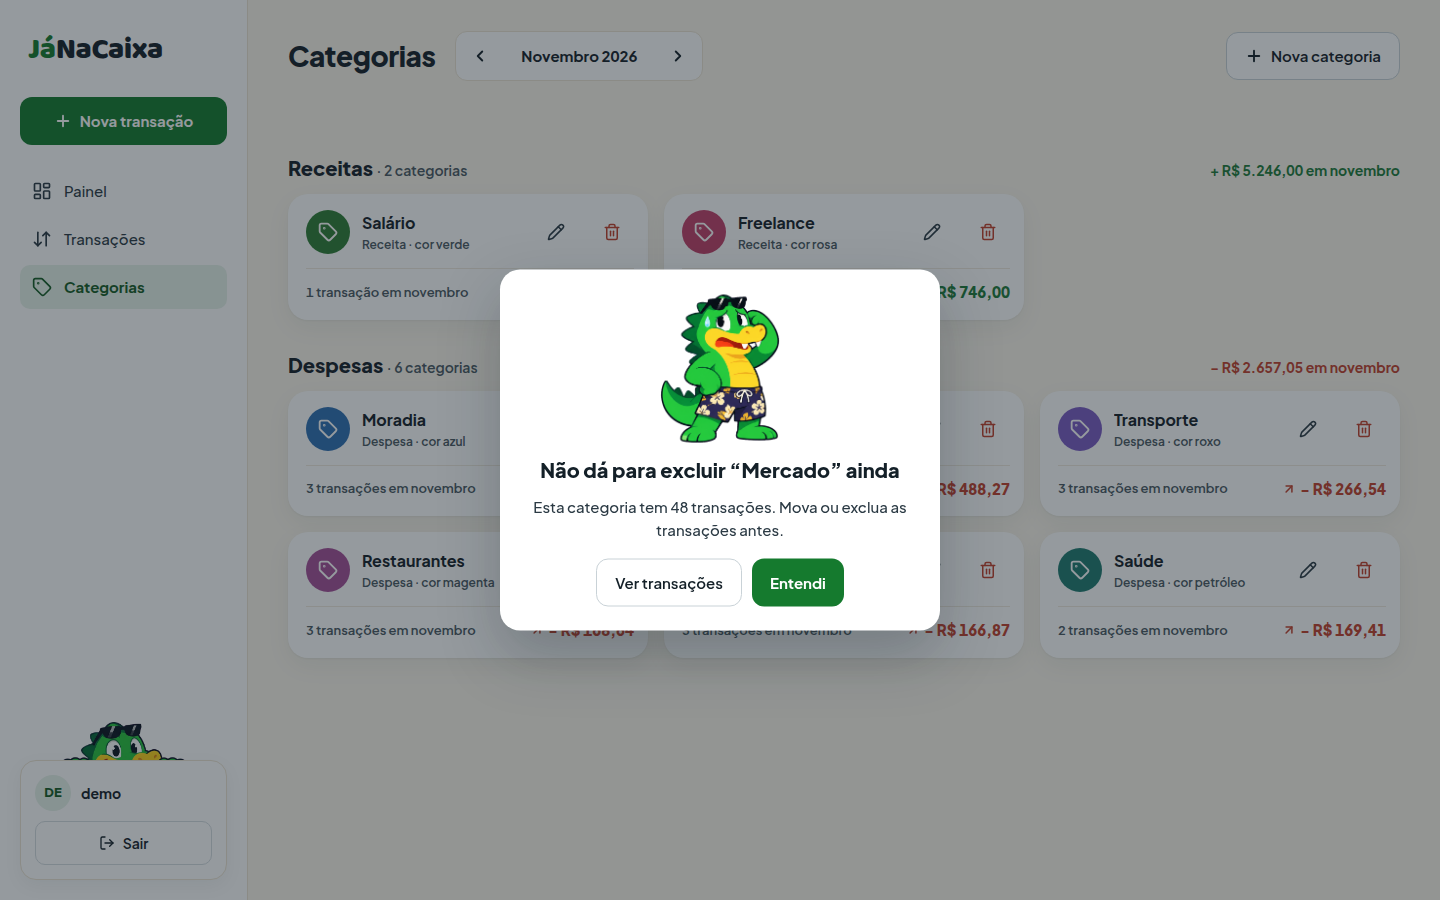 JáNaCaixa
Nova transação
Painel
Transações
Categorias
DE demo
Sair
Categorias
Novembro 2026
Nova categoria
Receitas · 2 categorias
+ R$ 5.246,00 em novembro
Salário
Receita · cor verde
1 transação em novembro
Freelance
Receita · cor rosa
R$ 746,00
Despesas · 6 categorias
− R$ 2.657,05 em novembro
Moradia
Despesa · cor azul
3 transações em novembro
R$ 488,27
Transporte
Despesa · cor roxo
3 transações em novembro
− R$ 266,54
Restaurantes
Despesa · cor magenta
3 transações em novembro
3 transações em novembro
− R$ 166,87
Saúde
Despesa · cor petróleo
2 transações em novembro
− R$ 169,41
Não dá para excluir “Mercado” ainda
Esta categoria tem 48 transações. Mova ou exclua as
transações antes.
Ver transações
Entendi